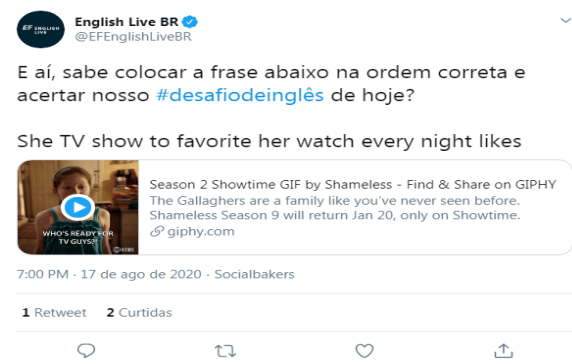 EF ENGLISH LIVE
English Live BR
@EFEnglishLiveBR
E aí, sabe colocar a frase abaixo na ordem correta e
acertar nosso #desafiodeinglês de hoje?
She TV show to favorite her watch every night likes
WHO'S READY FOR
TV GUYS?!
SHOWTIME
Season 2 Showtime GIF by Shameless - Find & Share on GIPHY
The Gallaghers are a family like you've never seen before.
Shameless Season 9 will return Jan 20, only on Showtime.
giphy.com
7:00 PM · 17 de ago de 2020 · Socialbakers
1 Retweet 2 Curtidas